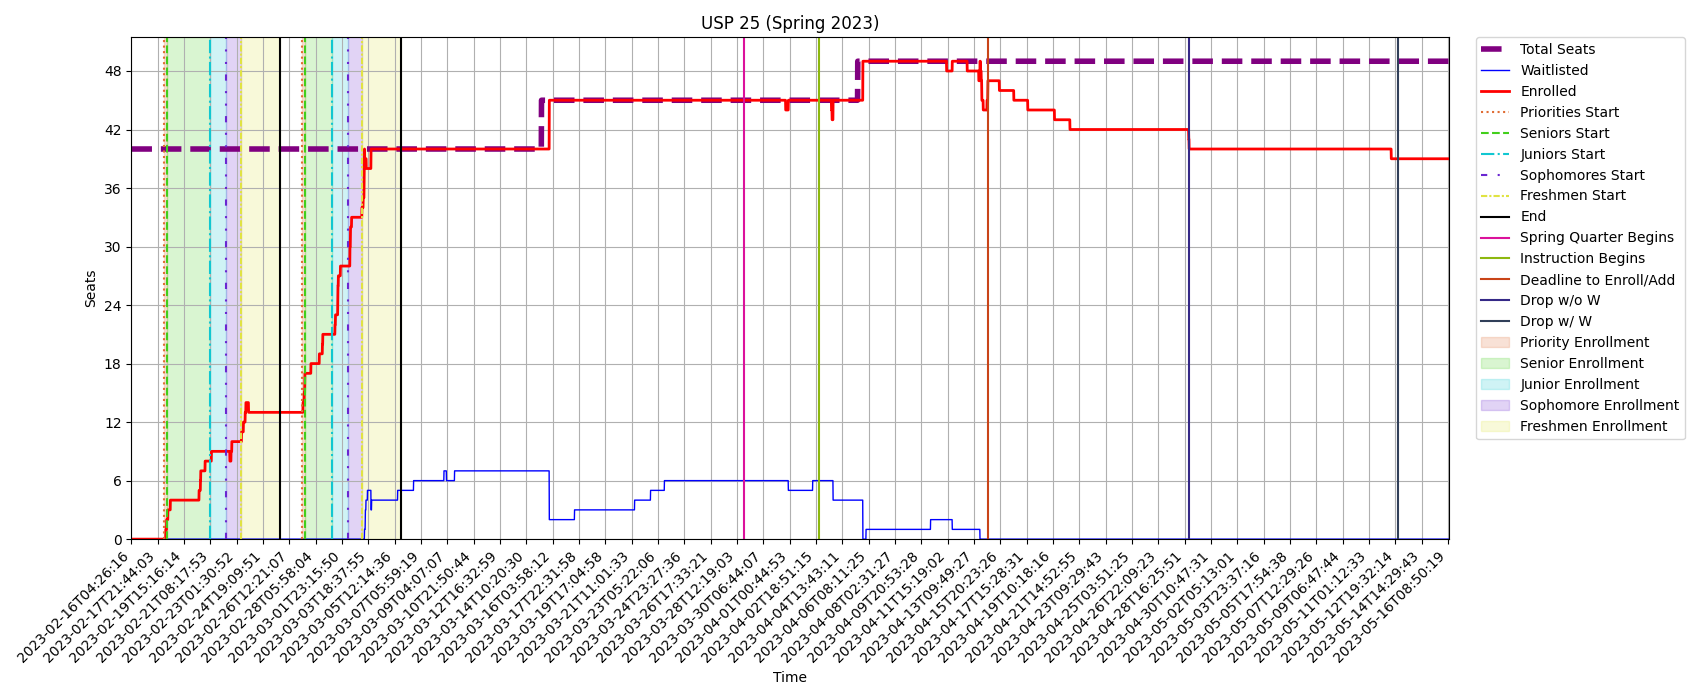 USP 25 (Spring 2023)
Seats
48
42
36
30
24
18
12
6
0
2023-02-16T04:26:16
2023-02-17T21:44:03
2023-02-19T15:16:14
2023-02-21T08:17:53
2023-02-23T01:30:52
2023-02-24T19:09:51
2023-02-26T12:21:07
2023-02-28T05:58:04
2023-03-01T23:15:50
2023-03-03T18:37:55
2023-03-05T12:14:36
2023-03-07T05:59:19
2023-03-09T04:07:07
2023-03-10T21:50:44
2023-03-12T16:32:59
2023-03-14T10:20:30
2023-03-16T03:58:12
2023-03-17T22:31:58
2023-03-19T17:04:58
2023-03-21T11:01:33
2023-03-23T05:22:06
2023-03-24T23:27:36
2023-03-26T17:33:21
2023-03-28T12:19:03
2023-03-30T06:44:07
2023-04-01T00:44:53
2023-04-02T18:51:15
2023-04-04T13:43:11
2023-04-06T08:11:25
2023-04-08T02:31:27
2023-04-09T20:53:28
2023-04-11T15:19:02
2023-04-13T09:49:27
2023-04-15T20:23:26
2023-04-17T15:28:31
2023-04-19T10:18:16
2023-04-21T14:52:55
2023-04-23T09:29:43
2023-04-25T03:51:25
2023-04-26T22:09:23
2023-04-28T16:25:51
2023-04-30T10:47:31
2023-05-02T05:13:01
2023-05-03T23:37:16
2023-05-05T17:54:38
2023-05-07T12:29:26
2023-05-09T06:47:44
2023-05-11T01:12:33
2023-05-12T19:32:14
2023-05-14T14:29:43
2023-05-16T08:50:19
Time
Total Seats
Waitlisted
Enrolled
Priorities Start
Seniors Start
Juniors Start
Sophomores Start
Freshmen Start
End
Spring Quarter Begins
Instruction Begins
Deadline to Enroll/Add
Drop w/o W
Drop w/ W
Priority Enrollment
Senior Enrollment
Junior Enrollment
Sophomore Enrollment
Freshmen Enrollment